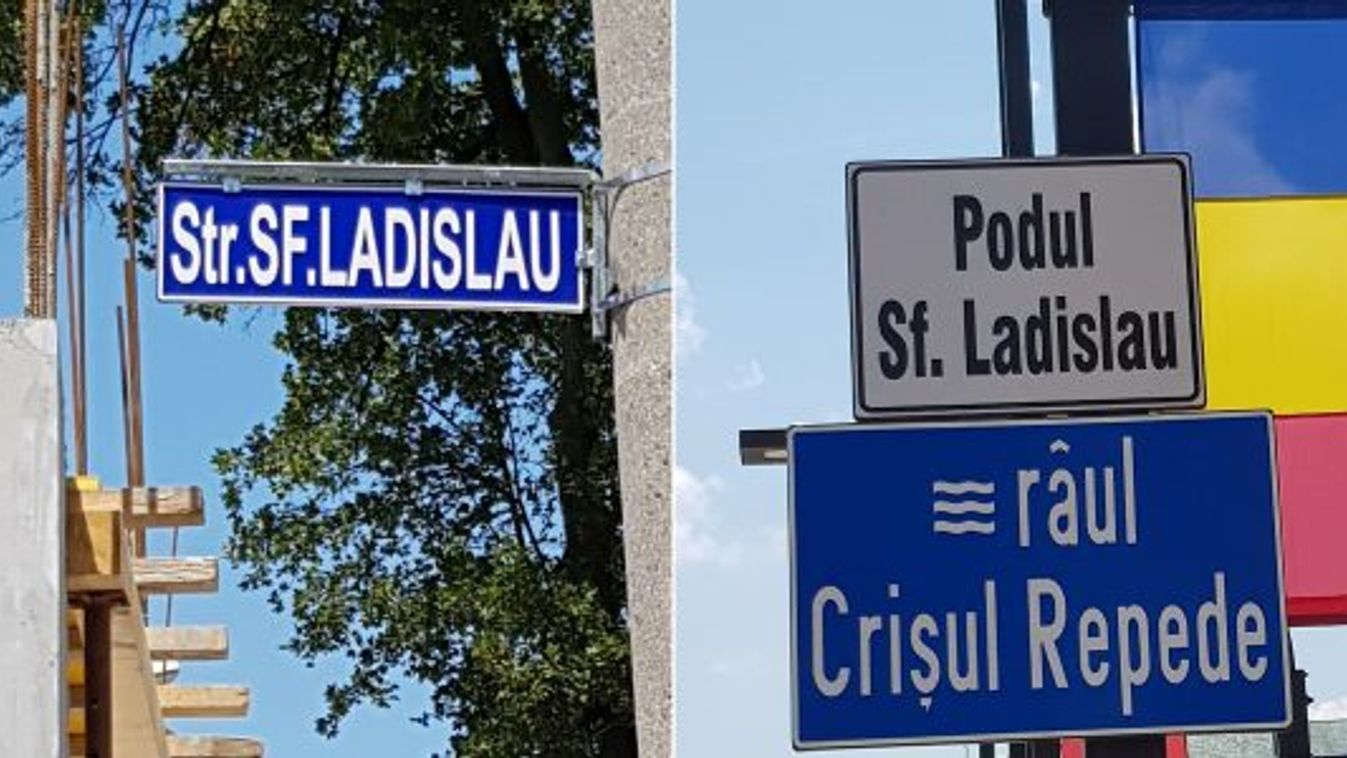 Str.SF.LADISLAU
Podul
Sf. Ladislau
râul
Crișul Repede